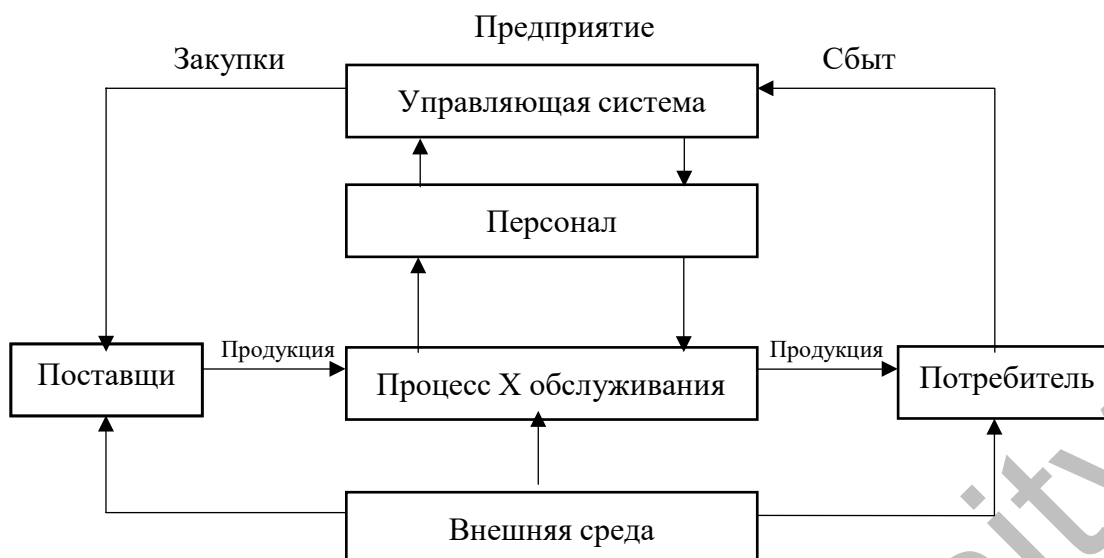 Предприятие
Закупки
Сбыт
Управляющая система
Персонал
Продукция
Продукция
Поставщи
Процесс X обслуживания
Потребитель
Внешняя среда